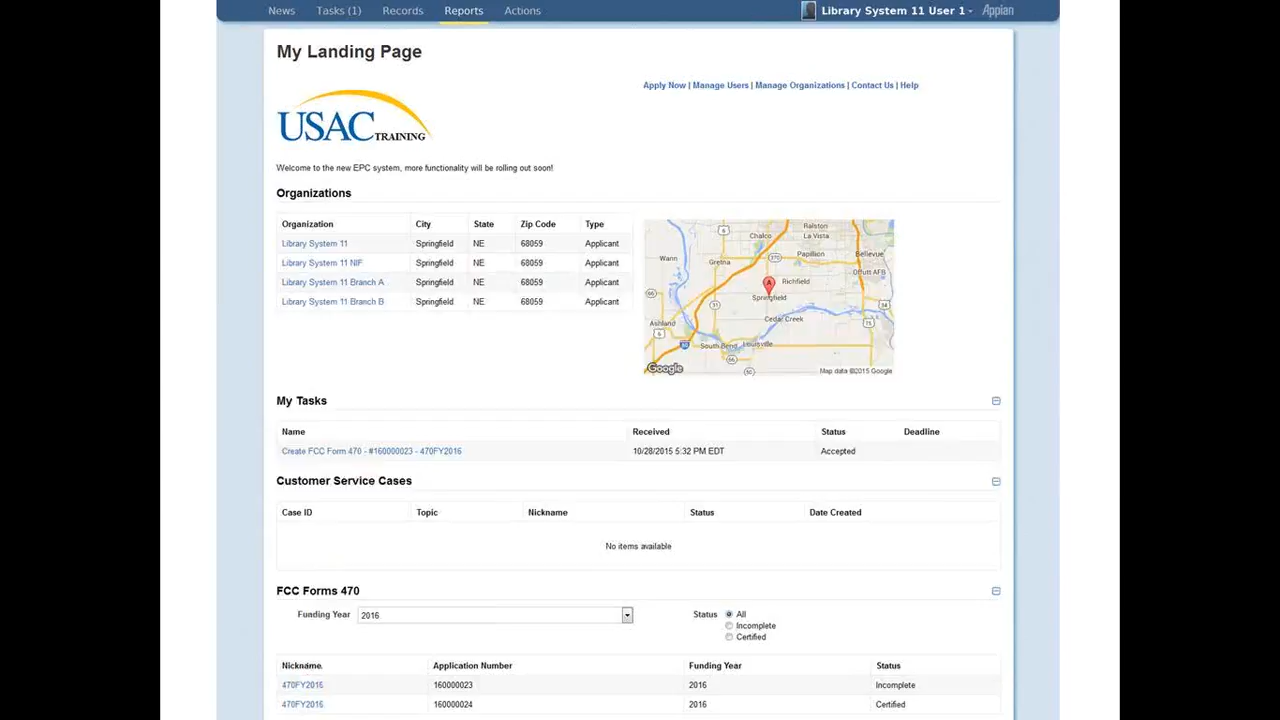 News Tasks (1) Records Reports Actions Library System 11 User 1 Appian
My Landing Page
Apply Now | Manage Users | Manage Organizations | Contact Us | Help
USAC TRAINING
Welcome to the new EPC system, more functionality will be rolling out soon!
Organizations
Organization City State Zip Code Type
Library System 11 Springfield NE 68059 Applicant
Library System 11 NIF Springfield NE 68059 Applicant
Library System 11 Branch A Springfield NE 68059 Applicant
Library System 11 Branch B Springfield NE 68059 Applicant
Ralston
Chalco La Vista
Wann Gretna Papillion Bellevue
Offutt AFB
Richfield
A
Springfield
Cedar Creek
Ashland
South Bend Louisville
Google Map data ©2015 Google
My Tasks
Name Received Status Deadline
Create FCC Form 470 - #160000023 - 470FY2016 10/28/2015 5:32 PM EDT Accepted
Customer Service Cases
Case ID Topic Nickname Status Date Created
No items available
FCC Forms 470
Funding Year 2016 Status All
Incomplete
Certified
Nickname Application Number Funding Year Status
470FY2016 160000023 2016 Incomplete
470FY2016 160000024 2016 Certified